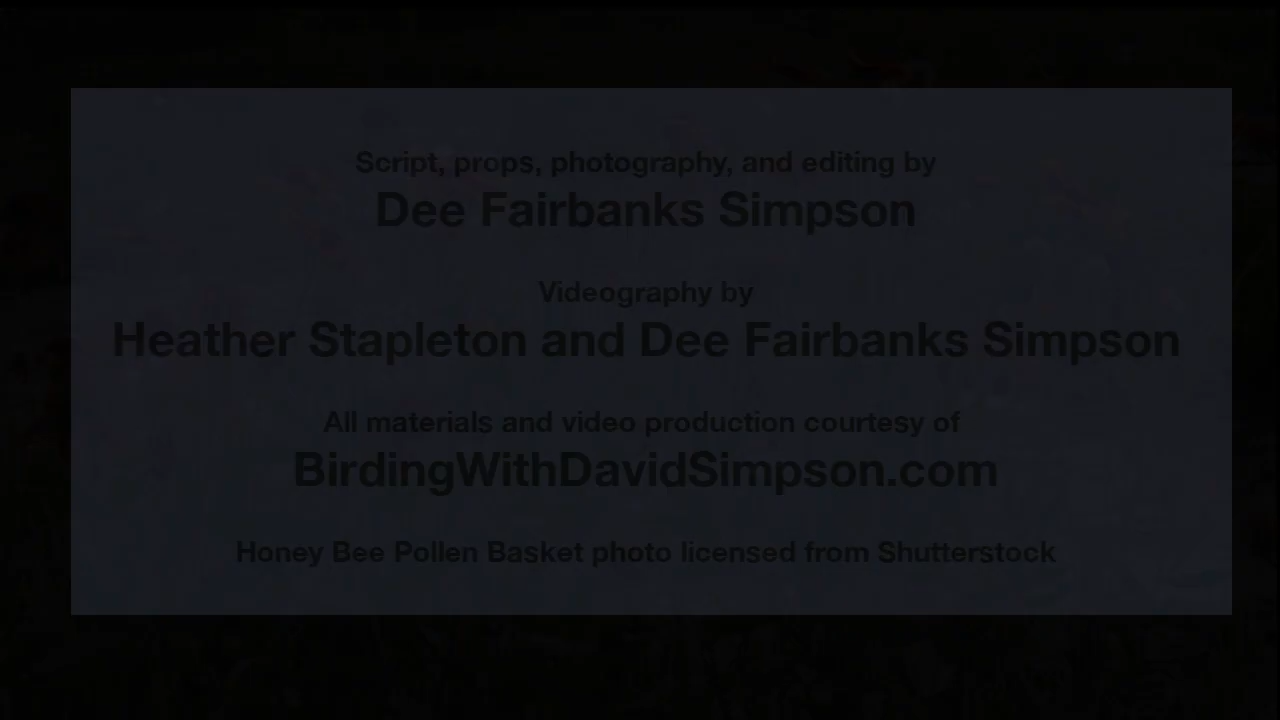 Script, props, photography, and editing by
Dee Fairbanks Simpson
Videography by
Heather Stapleton and Dee Fairbanks Simpson
All materials and video production courtesy of
BirdingWithDavidSimpson.com
Honey Bee Pollen Basket photo licensed from Shutterstock